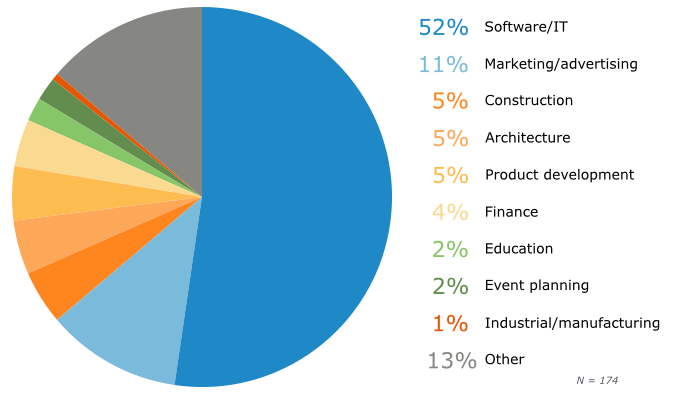 52% Software/IT
11% Marketing/advertising
5% Construction
5% Architecture
5% Product development
4% Finance
2% Education
2% Event planning
1% Industrial/manufacturing
13% Other
N = 174